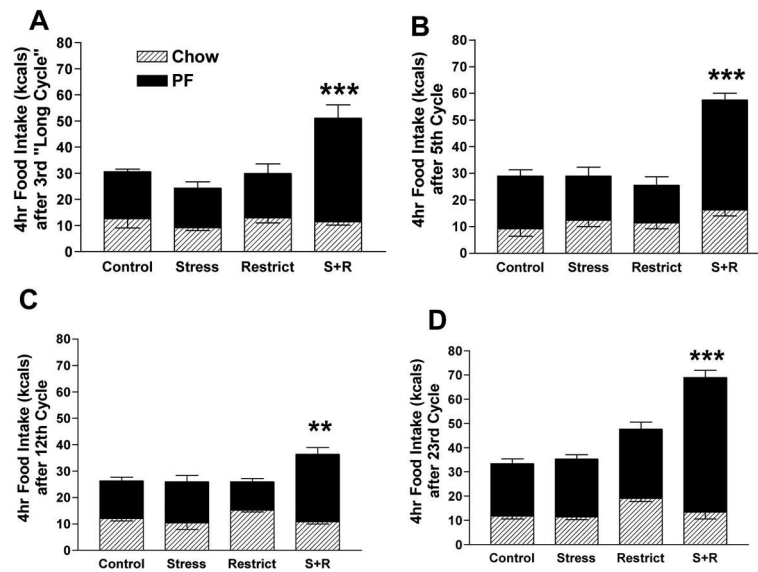 A
4hr Food Intake (kcals)
after 3rd "Long Cycle"
80
70
60
50
40
30
20
10
0
Chow
PF
***
Control Stress Restrict S+R
B
4hr Food Intake (kcals)
after 5th Cycle
80
70
60
50
40
30
20
10
0
***
Control Stress Restrict S+R
C
4hr Food Intake (kcals)
after 12th Cycle
80
70
60
50
40
30
20
10
0
**
Control Stress Restrict S+R
D
4hr Food Intake (kcals)
after 23rd Cycle
80
70
60
50
40
30
20
10
0
***
Control Stress Restrict S+R